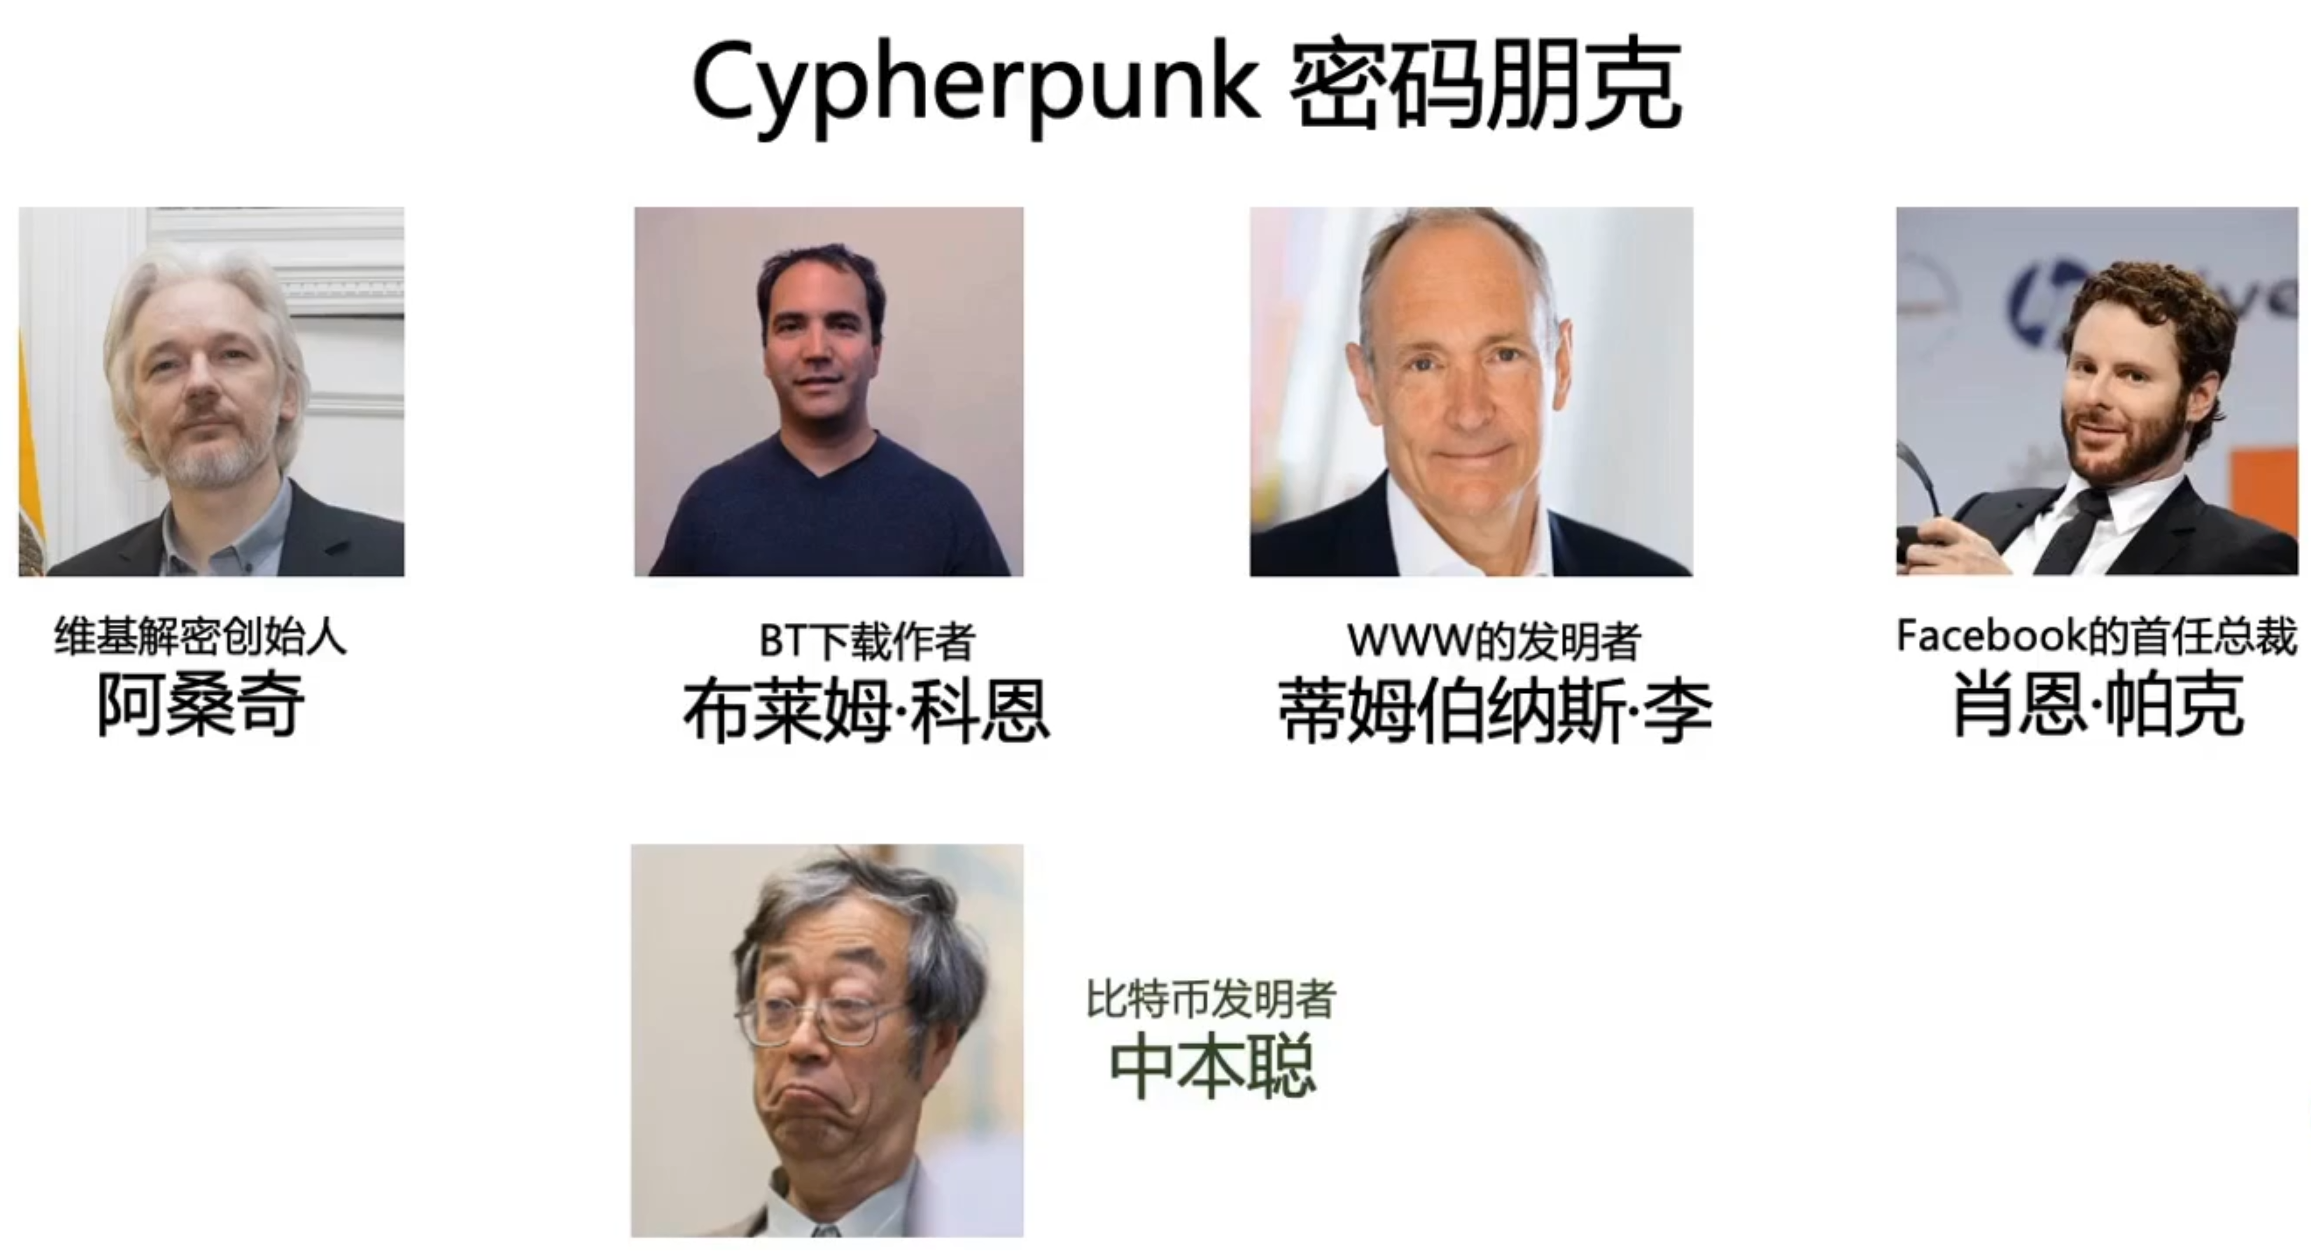 Cypherpunk 密码朋克
维基解密创始人
阿桑奇
BT下载作者
布莱姆·科恩
WWW的发明者
蒂姆伯纳斯·李
Facebook的首任总裁
肖恩·帕克
比特币发明者
中本聪